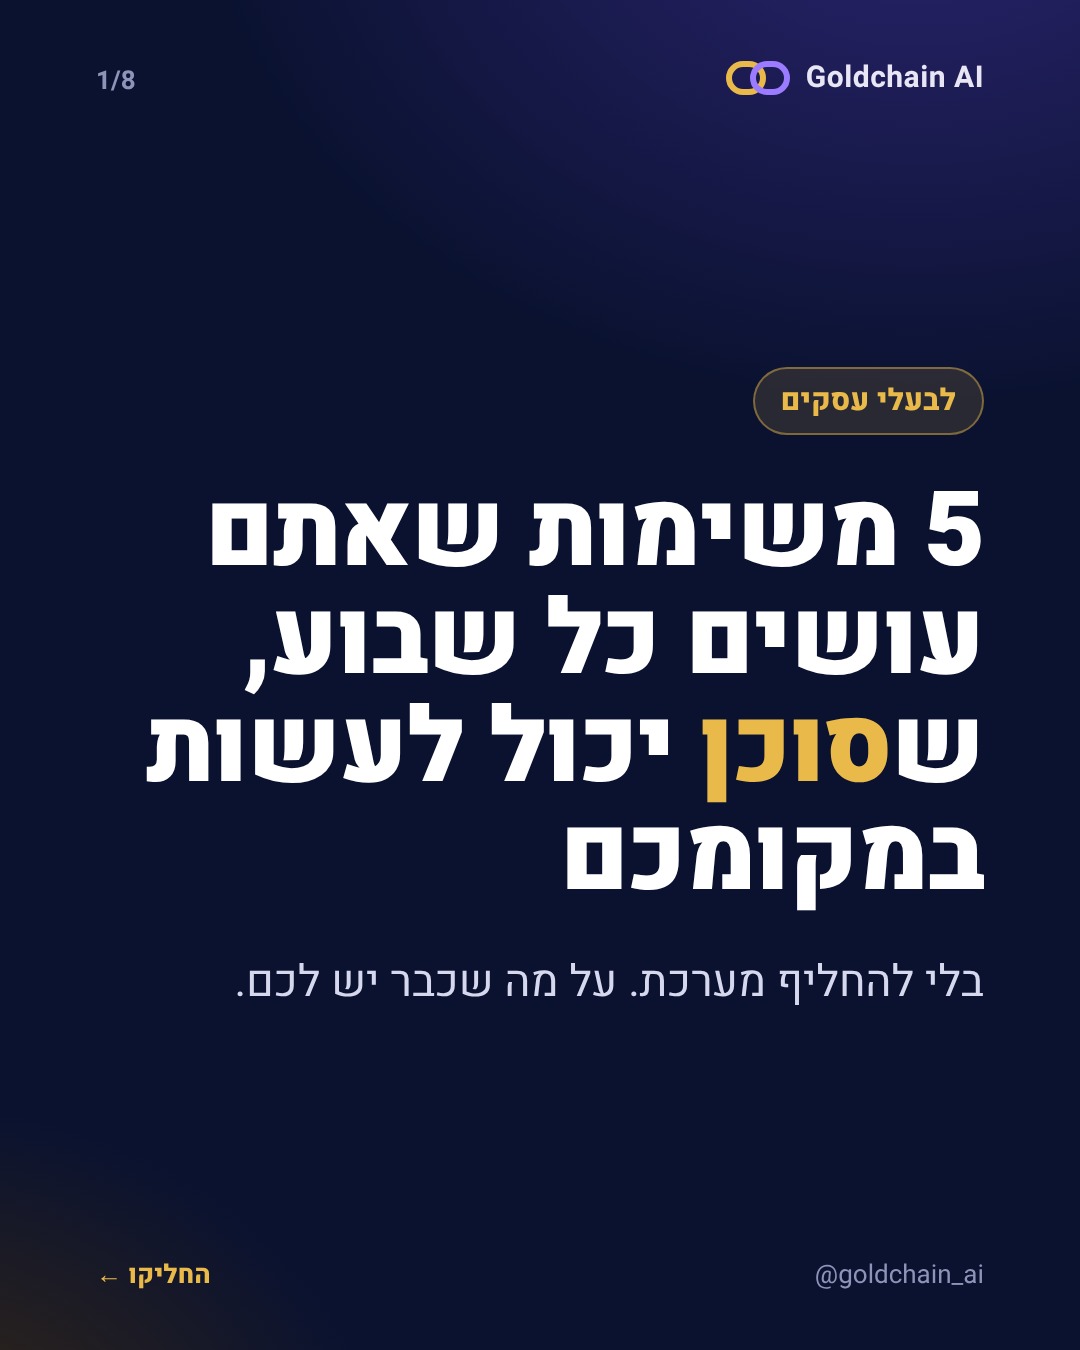 Goldchain AI
1/8
לבעלי עסקים
5 משימות שאתם
עושים כל שבוע,
שסוכן יכול לעשות
במקומכם
בלי להחליף מערכת. על מה שכבר יש לכם.
@goldchain_ai
החליקו ←